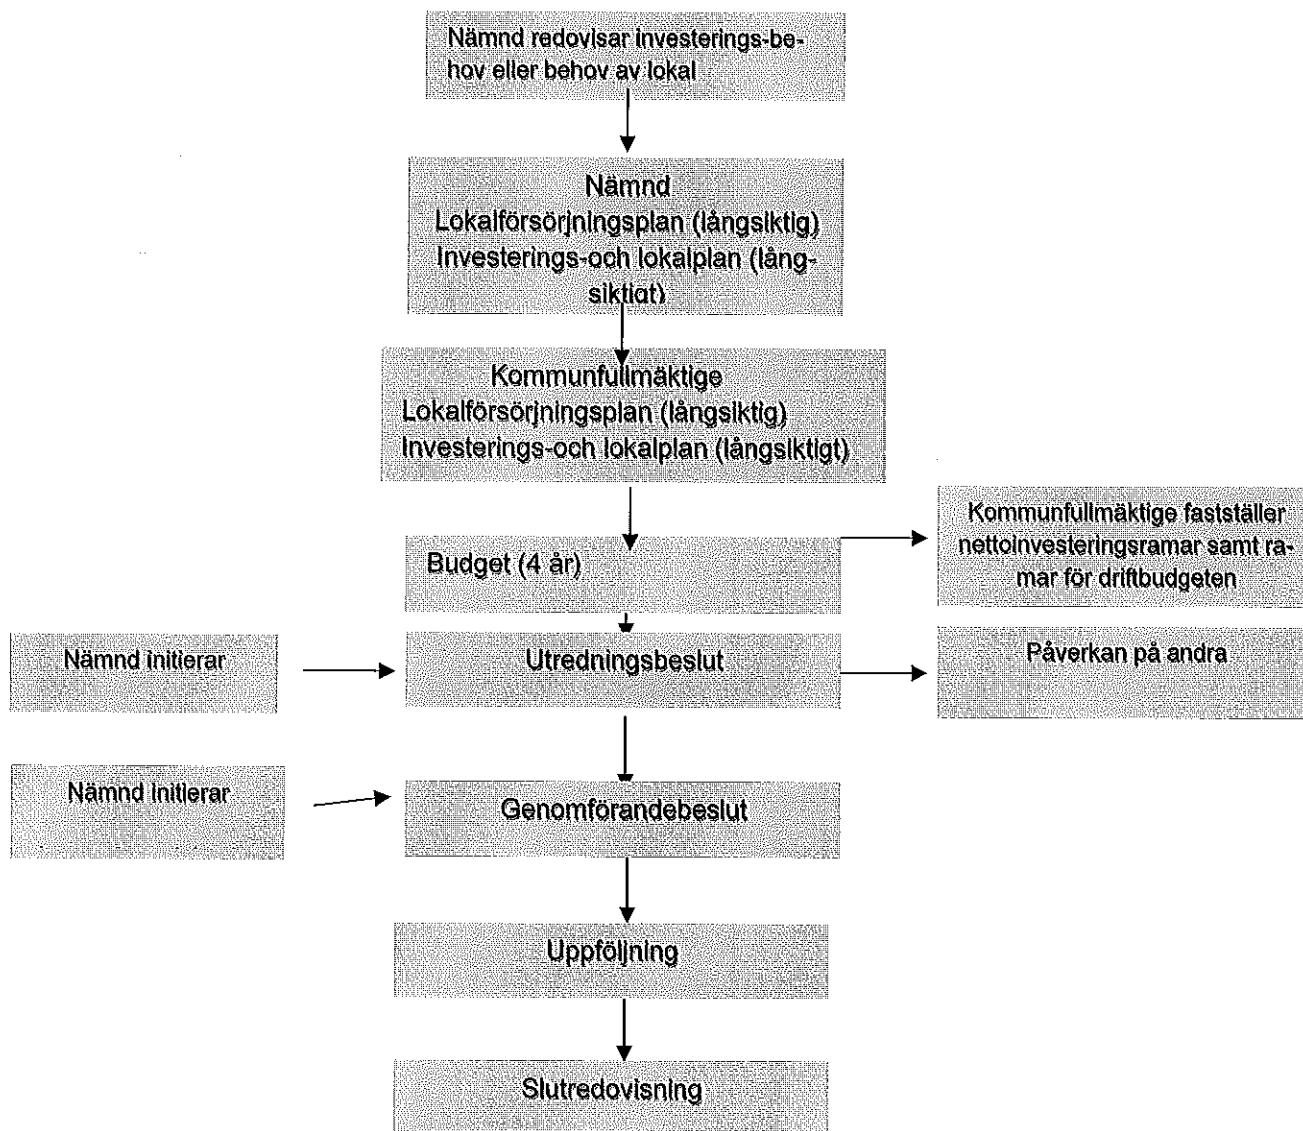 Nämnd redovisar investerings-be-
hov eller behov av lokal
Nämnd
Lokalförsörjningsplan (långsiktig)
Investerings-och lokalplan (lång-
siktigt)
Kommunfullmäktige
Lokalförsörjningsplan (långsiktig)
Investerings-och lokalplan (långsiktigt)
Budget (4 år)
Kommunfullmäktige fastställer
nettoinvesteringsramar samt ra-
mar för driftbudgeten
Nämnd initierar
Utredningsbeslut
Påverkan på andra
Nämnd initierar
Genomförandebeslut
Uppföljning
Slutredovisning